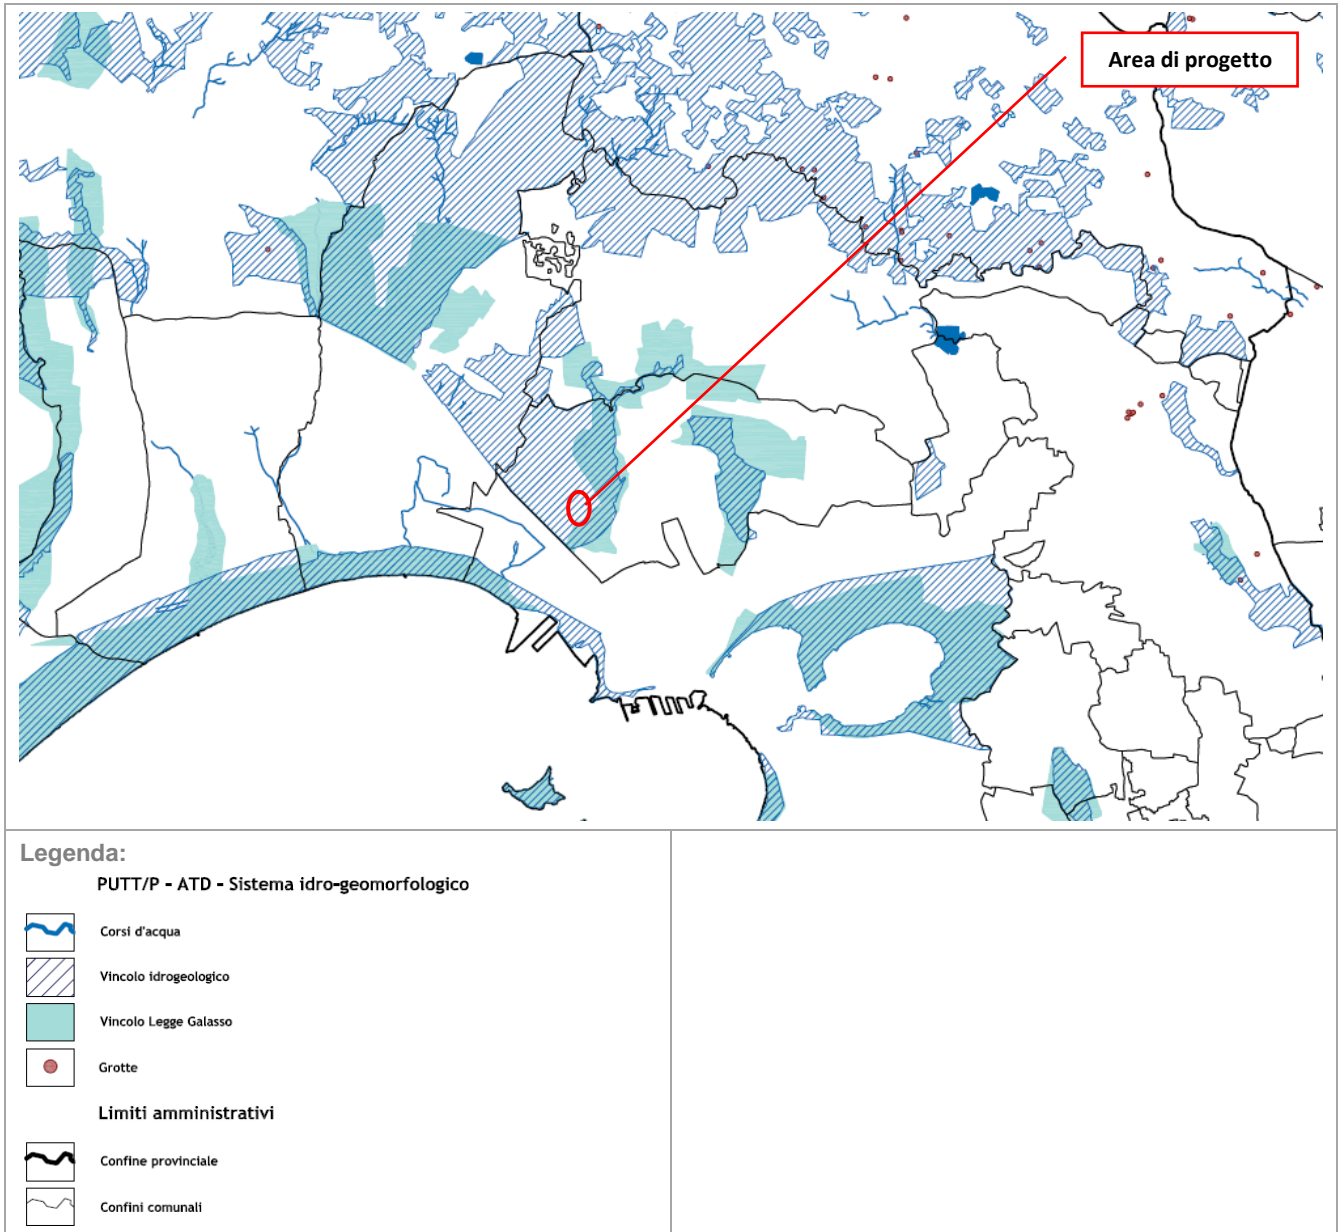 Area di progetto
Legenda:
PUTT/P - ATD - Sistema idro-geomorfologico
Corsi d'acqua
Vincolo idrogeologico
Vincolo Legge Galasso
Grotte
Limiti amministrativi
Confine provinciale
Confini comunali